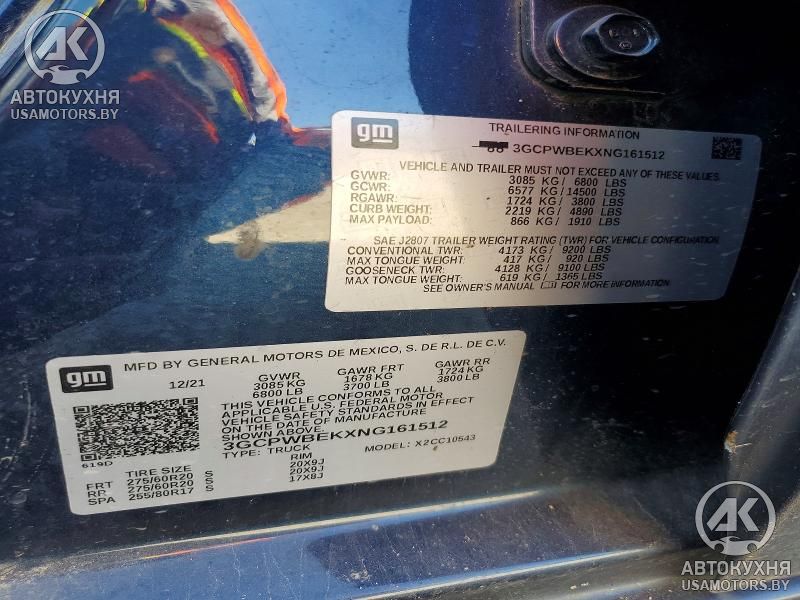 АК
АВТОКУХНЯ
USAMOTORS.BY
gm
TRAILERING INFORMATION
3GCPWBEKXNG161512
VEHICLE AND TRAILER MUST NOT EXCEED ANY OF THESE VALUES.
GVWR: 3085 KG / 6800 LBS
GCWR: 6577 KG / 14500 LBS
RGAWR: 1724 KG / 3800 LBS
CURB WEIGHT: 2219 KG / 4890 LBS
MAX PAYLOAD: 866 KG / 1910 LBS
SAE J2807 TRAILER WEIGHT RATING (TWR) FOR VEHICLE CONFIGURATION.
CONVENTIONAL TWR: 4173 KG / 9200 LBS
MAX TONGUE WEIGHT: 417 KG / 920 LBS
GOOSENECK TWR: 4128 KG / 9100 LBS
MAX TONGUE WEIGHT: 619 KG / 1365 LBS
SEE OWNER'S MANUAL FOR MORE INFORMATION
gm
MFD BY GENERAL MOTORS DE MEXICO, S. DE R.L. DE C.V.
12/21 GVWR GAWR FRT GAWR RR
3085 KG 1678 KG 1724 KG
6800 LB 3700 LB 3800 LB
THIS VEHICLE CONFORMS TO ALL
APPLICABLE U.S. FEDERAL MOTOR
VEHICLE SAFETY STANDARDS IN EFFECT
ON THE DATE OF MANUFACTURE
SHOWN ABOVE.
3GCPWBEKXNG161512
TYPE: TRUCK MODEL: X2CC10543
619D
TIRE SIZE RIM
FRT 275/60R20 S 20X9J
RR 275/60R20 S 20X9J
SPA 255/80R17 S 17X8J
АК
АВТОКУХНЯ
USAMOTORS.BY